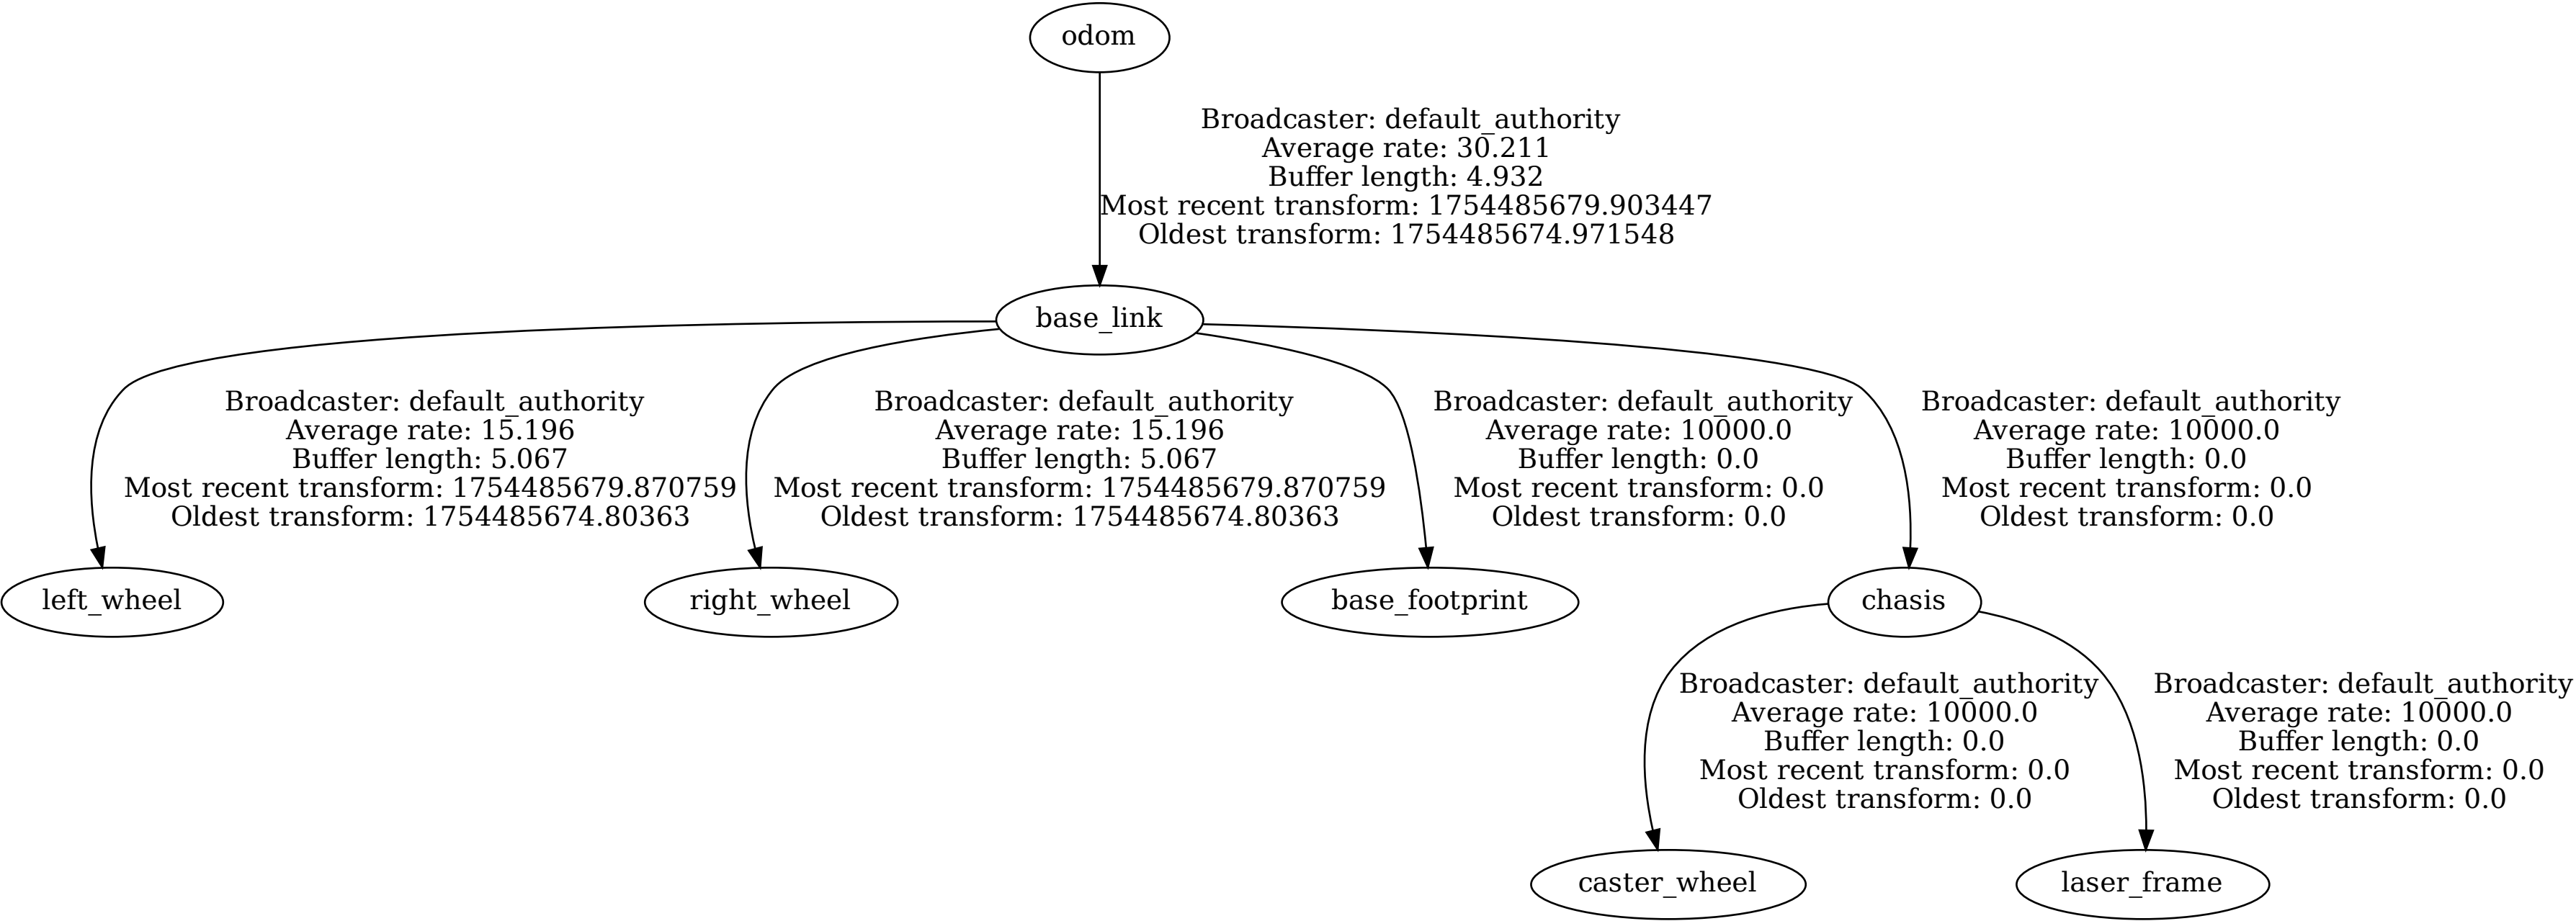 odom
Broadcaster: default_authority
Average rate: 30.211
Buffer length: 4.932
Most recent transform: 1754485679.903447
Oldest transform: 1754485674.971548
base_link
Broadcaster: default_authority
Average rate: 15.196
Buffer length: 5.067
Most recent transform: 1754485679.870759
Oldest transform: 1754485674.80363
Broadcaster: default_authority
Average rate: 15.196
Buffer length: 5.067
Most recent transform: 1754485679.870759
Oldest transform: 1754485674.80363
Broadcaster: default_authority
Average rate: 10000.0
Buffer length: 0.0
Most recent transform: 0.0
Oldest transform: 0.0
Broadcaster: default_authority
Average rate: 10000.0
Buffer length: 0.0
Most recent transform: 0.0
Oldest transform: 0.0
left_wheel
right_wheel
base_footprint
chasis
Broadcaster: default_authority
Average rate: 10000.0
Buffer length: 0.0
Most recent transform: 0.0
Oldest transform: 0.0
Broadcaster: default_authority
Average rate: 10000.0
Buffer length: 0.0
Most recent transform: 0.0
Oldest transform: 0.0
caster_wheel
laser_frame